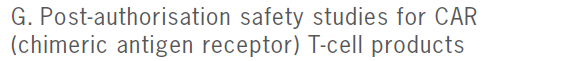 G. Post-authorisation safety studies for CAR
(chimeric antigen receptor) T-cell products